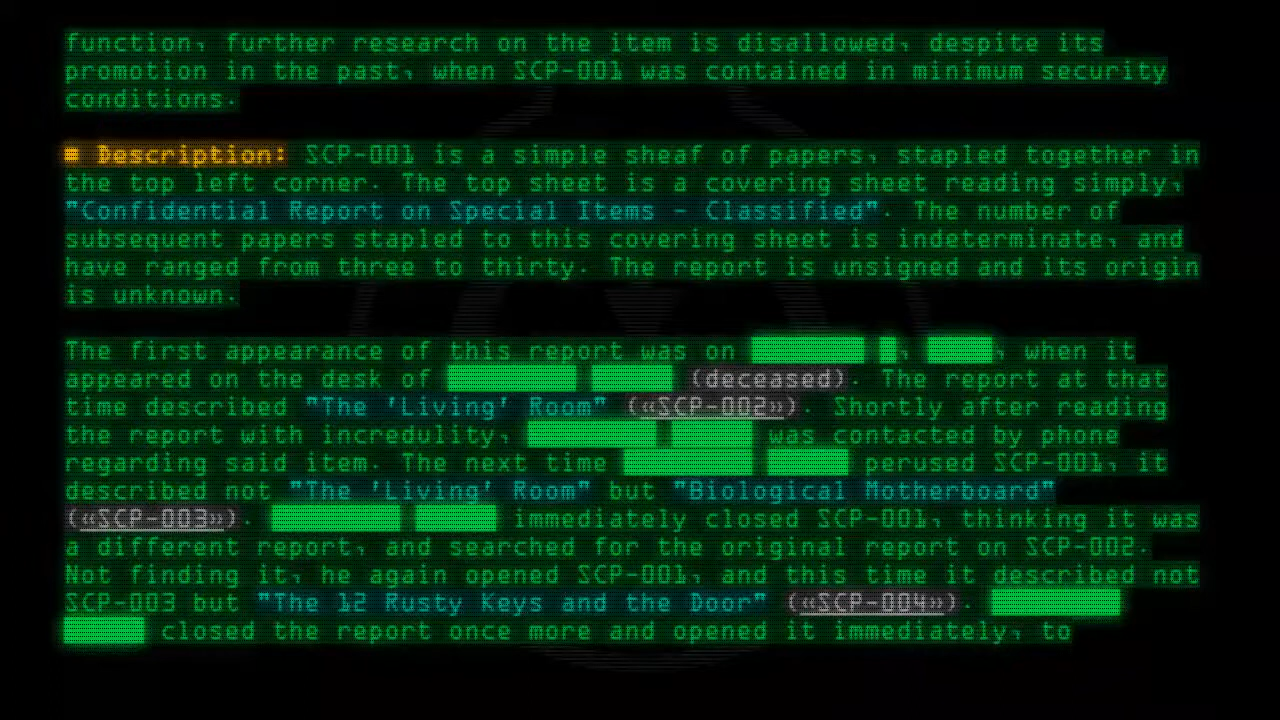 function, further research on the item is disallowed, despite its
promotion in the past, when SCP-001 was contained in minimum security
conditions.
■ Description: SCP-001 is a simple sheaf of papers, stapled together in
the top left corner. The top sheet is a covering sheet reading simply,
"Confidential Report on Special Items - Classified". The number of
subsequent papers stapled to this covering sheet is indeterminate, and
have ranged from three to thirty. The report is unsigned and its origin
is unknown.
The first appearance of this report was on ███████ █, ████, when it
appeared on the desk of ████████ █████ (deceased). The report at that
time described "The 'Living' Room" («SCP-002»). Shortly after reading
the report with incredulity, ████████ █████ was contacted by phone
regarding said item. The next time ████████ █████ perused SCP-001, it
described not "The 'Living' Room" but "Biological Motherboard"
(«SCP-003»). ████████ █████ immediately closed SCP-001, thinking it was
a different report, and searched for the original report on SCP-002.
Not finding it, he again opened SCP-001, and this time it described not
SCP-003 but "The 12 Rusty Keys and the Door" («SCP-004»). ████████
█████ closed the report once more and opened it immediately, to